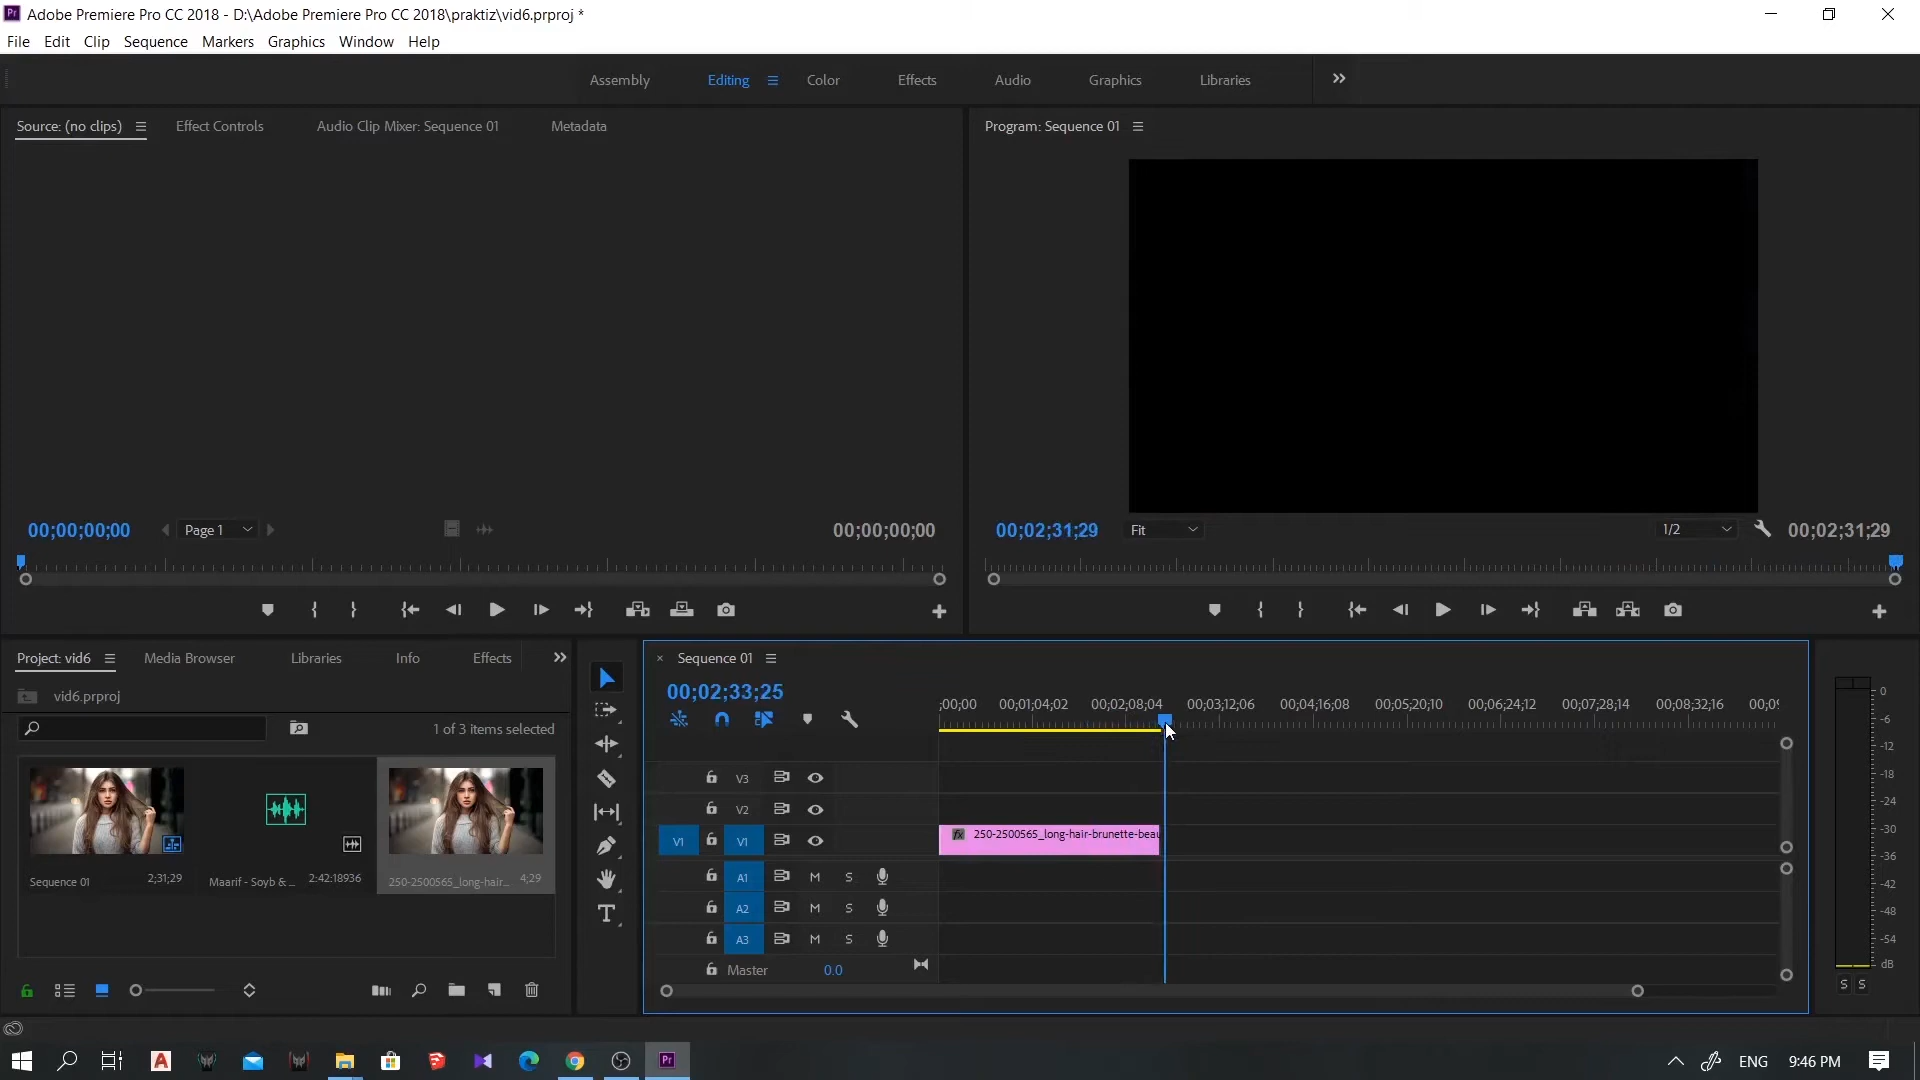 Pr Adobe Premiere Pro CC 2018 - D:\Adobe Premiere Pro CC 2018\praktiz\vid6.prproj *
File Edit Clip Sequence Markers Graphics Window Help
Assembly Editing Color Effects Audio Graphics Libraries
Source: (no clips) Effect Controls Audio Clip Mixer: Sequence 01 Metadata
Program: Sequence 01
00;00;00;00 Page 1 00;00;00;00
00;02;31;29 Fit 1/2 00;02;31;29
Project: vid6 Media Browser Libraries Info Effects
vid6.prproj
1 of 3 items selected
Sequence 01 2;31;29
Maarif - Soyb & ... 2:42:18936
250-2500565_long-hair... 4;29
× Sequence 01
00;02;33;25
;00;00 00;01;04;02 00;02;08;04 00;03;12;06 00;04;16;08 00;05;20;10 00;06;24;12 00;07;28;14 00;08;32;16 00;09
V3
V2
V1 V1 fx 250-2500565_long-hair-brunette-beau
A1 M S
A2 M S
A3 M S
Master 0.0
0
-6
-12
-18
-24
-30
-36
-42
-48
-54
dB
S S
A Pr ENG 9:46 PM